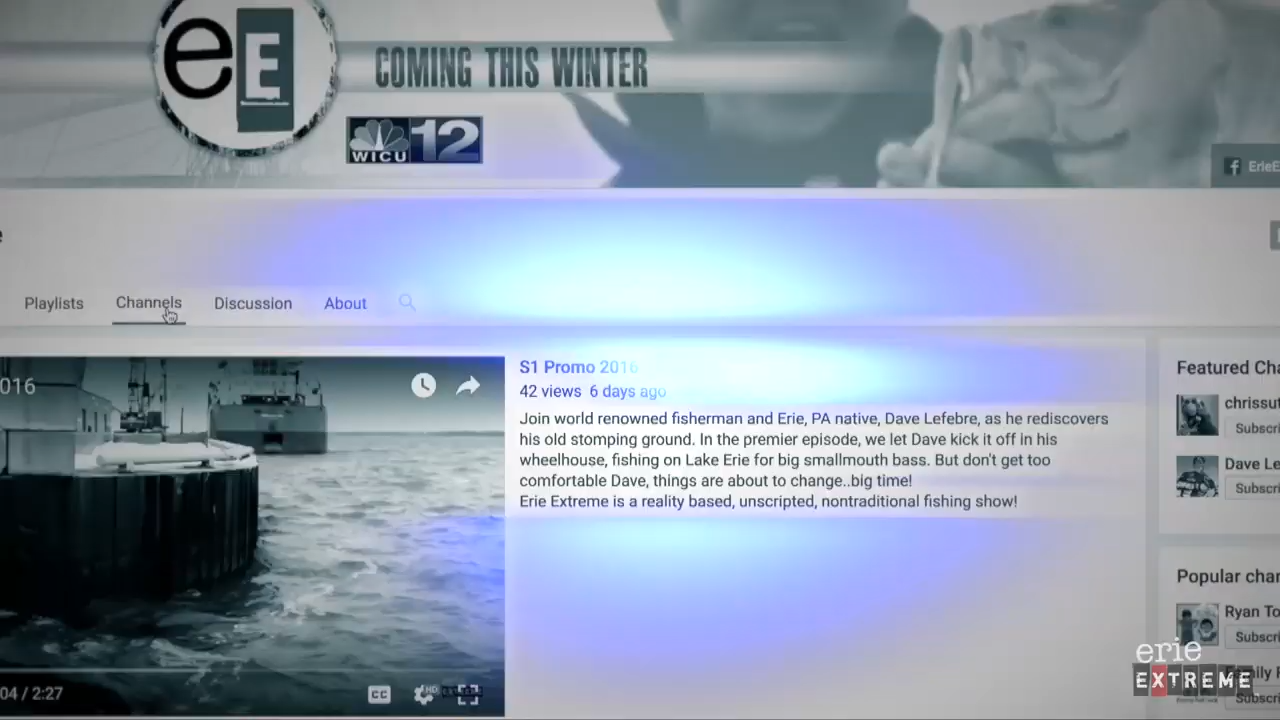 eE
COMING THIS WINTER
WICU 12
Playlists Channels Discussion About
S1 Promo 2016
42 views 6 days ago
Join world renowned fisherman and Erie, PA native, Dave Lefebre, as he rediscovers
his old stomping ground. In the premier episode, we let Dave kick it off in his
wheelhouse, fishing on Lake Erie for big smallmouth bass. But don't get too
comfortable Dave, things are about to change..big time!
Erie Extreme is a reality based, unscripted, nontraditional fishing show!
016
04 / 2:27
CC
HD
f ErieE
Featured Cha
chrissut
Subscri
Dave Le
Subscri
Popular char
Ryan To
Subscri
Subscri
erie
EXTREME